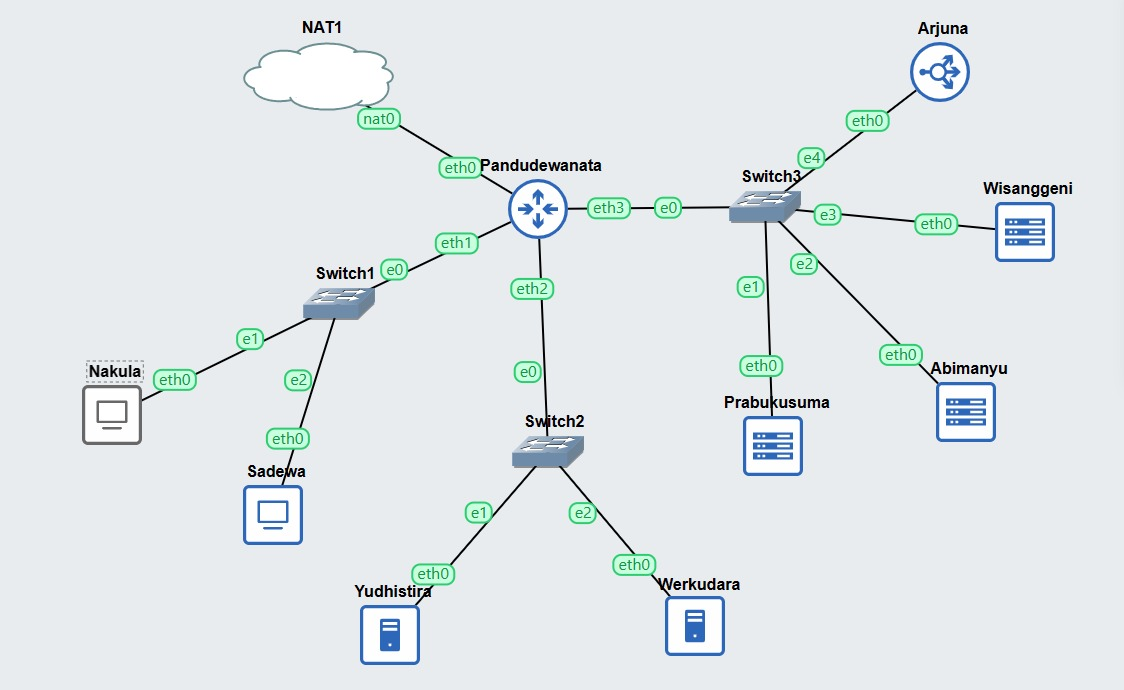 NAT1
Arjuna
nat0
eth0
e4
eth0
Pandudewanata
Switch3
Wisanggeni
eth3
e0
e3
eth0
eth1
e0
Switch1
e2
e1
eth2
e1
eth0
eth0
Abimanyu
Nakula
eth0
e2
e0
Prabukusuma
Switch2
eth0
Sadewa
e1
e2
eth0
eth0
Yudhistira
Werkudara